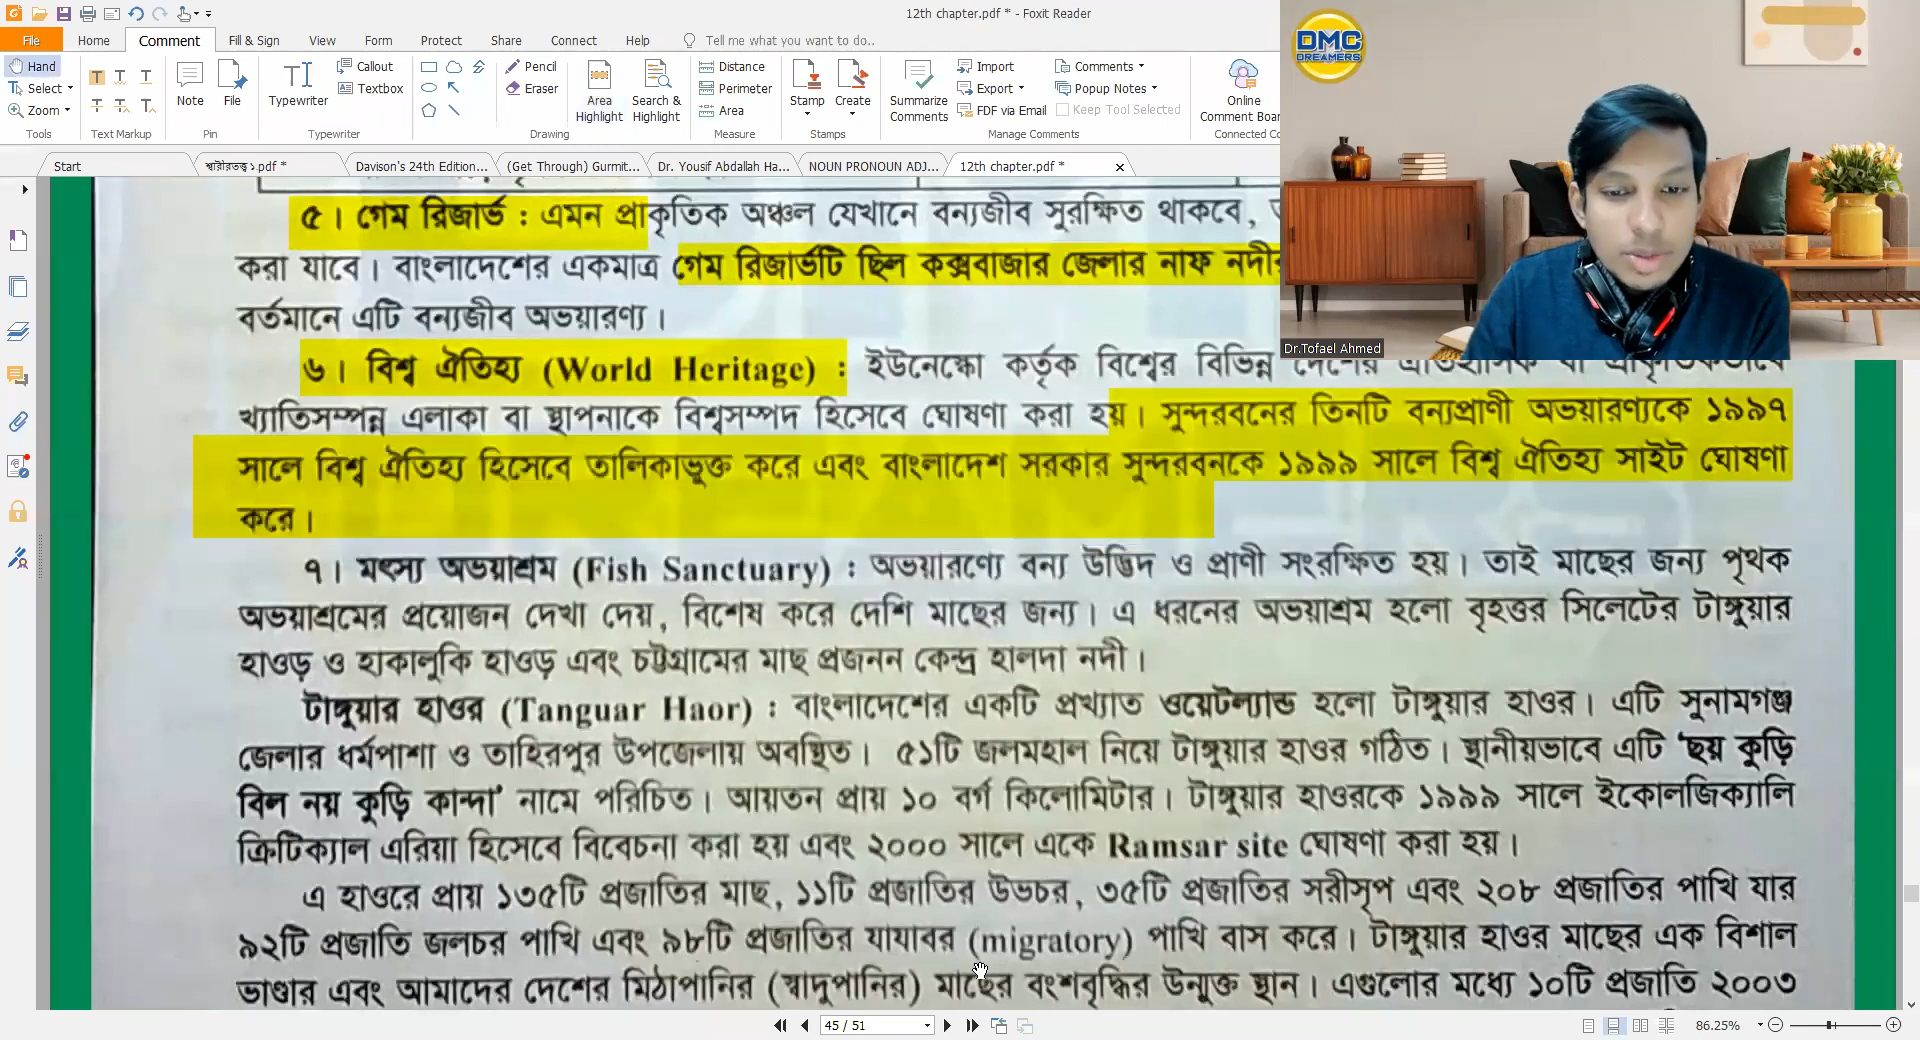 12th chapter.pdf * - Foxit Reader
File Home Comment Fill & Sign View Form Protect Share Connect Help Tell me what you want to do..
Hand
Select
Zoom
Tools
Text Markup
Note
File
Pin
Typewriter
Callout
Textbox
Typewriter
Pencil
Eraser
Area Highlight
Search & Highlight
Drawing
Distance
Perimeter
Area
Measure
Stamp
Create
Stamps
Summarize Comments
Import
Export
FDF via Email
Comments
Popup Notes
Keep Tool Selected
Manage Comments
Online Comment Boar
Connected Co
DMC
DREAMERS
Dr.Tofael Ahmed
Start
শারীরতত্ত্ব ১.pdf *
Davison's 24th Edition...
(Get Through) Gurmit...
Dr. Yousif Abdallah Ha...
NOUN PRONOUN ADJ...
12th chapter.pdf *
৫। গেম রিজার্ভ : এমন প্রাকৃতিক অঞ্চল যেখানে বন্যজীব সুরক্ষিত থাকবে,
করা যাবে। বাংলাদেশের একমাত্র গেম রিজার্ভটি ছিল কক্সবাজার জেলার নাফ নদীর
বর্তমানে এটি বন্যজীব অভয়ারণ্য।
৬। বিশ্ব ঐতিহ্য (World Heritage) : ইউনেস্কো কর্তৃক বিশ্বের বিভিন্ন দেশের ঐতিহাসিক বা প্রাকৃতিকভাবে
খ্যাতিসম্পন্ন এলাকা বা স্থাপনাকে বিশ্বসম্পদ হিসেবে ঘোষণা করা হয়। সুন্দরবনের তিনটি বন্যপ্রাণী অভয়ারণ্যকে ১৯৯৭
সালে বিশ্ব ঐতিহ্য হিসেবে তালিকাভুক্ত করে এবং বাংলাদেশ সরকার সুন্দরবনকে ১৯৯৯ সালে বিশ্ব ঐতিহ্য সাইট ঘোষণা
করে।
৭। মৎস্য অভয়াশ্রম (Fish Sanctuary) : অভয়ারণ্যে বন্য উদ্ভিদ ও প্রাণী সংরক্ষিত হয়। তাই মাছের জন্য পৃথক
অভয়াশ্রমের প্রয়োজন দেখা দেয়, বিশেষ করে দেশি মাছের জন্য। এ ধরনের অভয়াশ্রম হলো বৃহত্তর সিলেটের টাঙ্গুয়ার
হাওড় ও হাকালুকি হাওড় এবং চট্টগ্রামের মাছ প্রজনন কেন্দ্র হালদা নদী।
টাঙ্গুয়ার হাওর (Tanguar Haor) : বাংলাদেশের একটি প্রখ্যাত ওয়েটল্যান্ড হলো টাঙ্গুয়ার হাওর। এটি সুনামগঞ্জ
জেলার ধর্মপাশা ও তাহিরপুর উপজেলায় অবস্থিত। ৫১টি জলমহাল নিয়ে টাঙ্গুয়ার হাওর গঠিত। স্থানীয়ভাবে এটি 'ছয় কুড়ি
বিল নয় কুড়ি কান্দা' নামে পরিচিত। আয়তন প্রায় ১০ বর্গ কিলোমিটার। টাঙ্গুয়ার হাওরকে ১৯৯৯ সালে ইকোলজিক্যালি
ক্রিটিক্যাল এরিয়া হিসেবে বিবেচনা করা হয় এবং ২০০০ সালে একে Ramsar site ঘোষণা করা হয়।
এ হাওরে প্রায় ১৩৫টি প্রজাতির মাছ, ১১টি প্রজাতির উভচর, ৩৫টি প্রজাতির সরীসৃপ এবং ২০৮ প্রজাতির পাখি যার
৯২টি প্রজাতি জলচর পাখি এবং ৯৮টি প্রজাতির যাযাবর (migratory) পাখি বাস করে। টাঙ্গুয়ার হাওর মাছের এক বিশাল
ভাণ্ডার এবং আমাদের দেশের মিঠাপানির (স্বাদুপানির) মাছের বংশবৃদ্ধির উন্মুক্ত স্থান। এগুলোর মধ্যে ১০টি প্রজাতি ২০০৩
45 / 51
86.25%